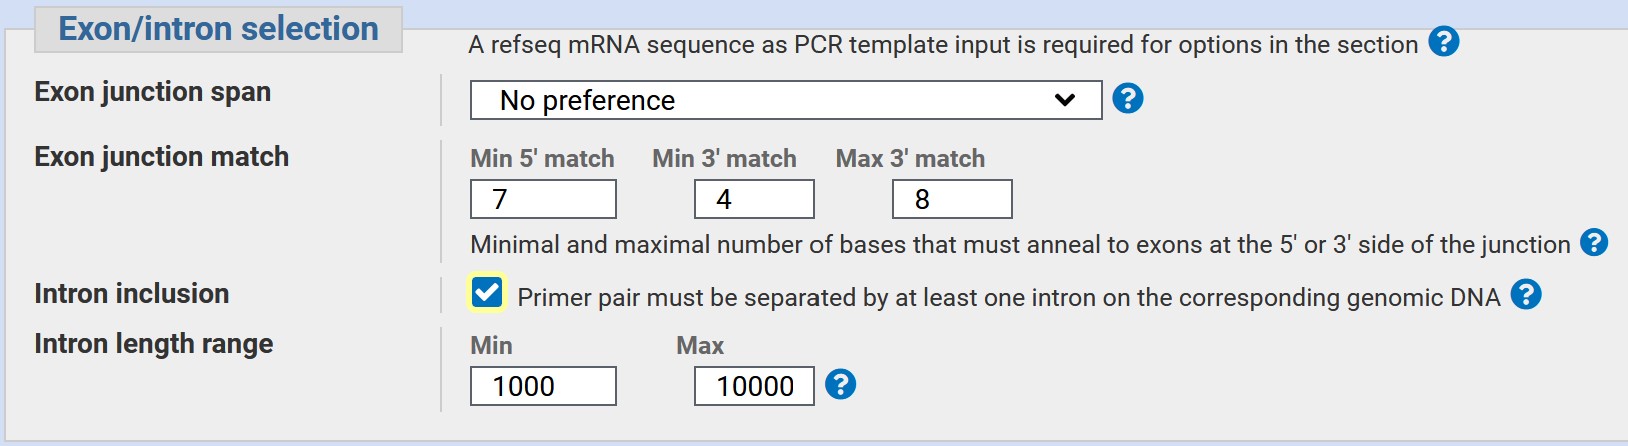 Exon/intron selection
A refseq mRNA sequence as PCR template input is required for options in the section ?
Exon junction span
No preference ?
Exon junction match
Min 5' match Min 3' match Max 3' match
7 4 8
Minimal and maximal number of bases that must anneal to exons at the 5' or 3' side of the junction ?
Intron inclusion
Primer pair must be separated by at least one intron on the corresponding genomic DNA ?
Intron length range
Min Max
1000 10000 ?